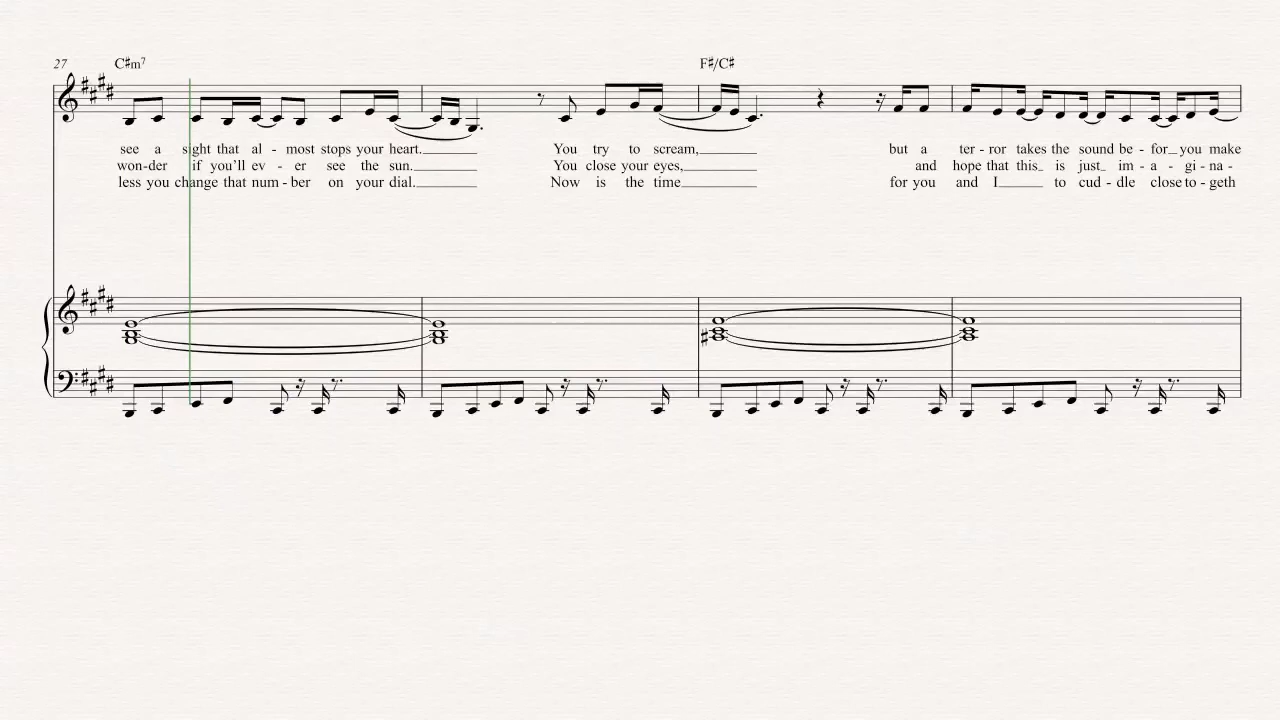 27 C♯m7 F♯/C♯
see a sight that al - most stops your heart. You try to scream, but a ter - ror takes the sound be - for_ you make
won-der if you'll ev - er see the sun. You close your eyes, and hope that this_ is just_ im - a - gi - na -
less you change that num - ber on your dial. Now is the time for you and I to cud - dle close to - geth